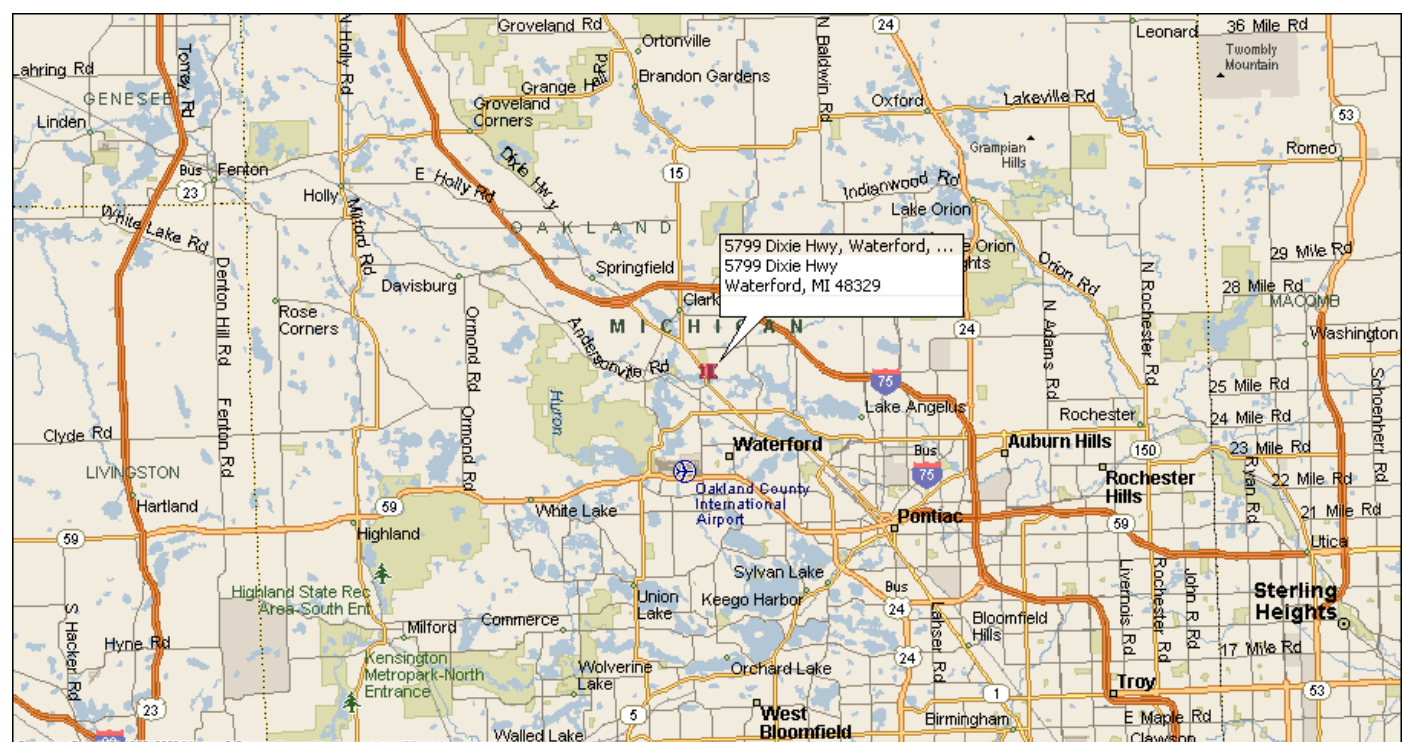 Groveland Rd
24
Leonard
36 Mile Rd
N Holly Rd
Torrey Rd
Ortonville
N Baldwin Rd
Twombly
Mountain
Brandon Gardens
GENESEE
Grange H
Rd
Groveland
Corners
Oxford
Lakeville Rd
53
Linden
Grampian
Hills
Romeo
Bus
Fenton
23
15
E Holly Rd
Dixie Hwy
Indianwood Rd
Holly
Lake Orion
White Lake Rd
Milford Rd
OAKLAND
5799 Dixie Hwy, Waterford, ...
5799 Dixie Hwy
Waterford, MI 48329
Orion
Orion Rd
29 Mile Rd
Springfield
Denton Hill Rd
Davisburg
28 Mile Rd
N Rochester Rd
MACOMB
Clark
Rose
Corners
Ormond Rd
MICHIGAN
24
N Adams Rd
Washington
Andersonville Rd
75
25 Mile Rd
Schoenherr Rd
Huron
Lake Angelus
Rochester
24 Mile Rd
Fenton Rd
Ormond Rd
Clyde Rd
Waterford
Auburn Hills
Bus
75
150
23 Mile Rd
LIVINGSTON
Rochester
Hills
22 Mile Rd
Ryan Rd
Hartland
Oakland County
International
Airport
59
White Lake
Pontiac
59
21 Mile Rd
59
Highland
Utica
Sylvan Lake
Highland State Rec
Area-South Ent
Union
Lake
Keego Harbor
Bus
24
Sterling
Heights
Livernois Rd
Rochester Rd
John R Rd
S Hacker Rd
Hyne Rd
Milford
Commerce
Lahser Rd
Bloomfield
Hills
17 Mile Rd
Kensington
Metropark-North
Entrance
Wolverine
Lake
Orchard Lake
24
Troy
1
53
23
5
West
Bloomfield
Birmingham
E Maple Rd
Walled Lake
Clawson